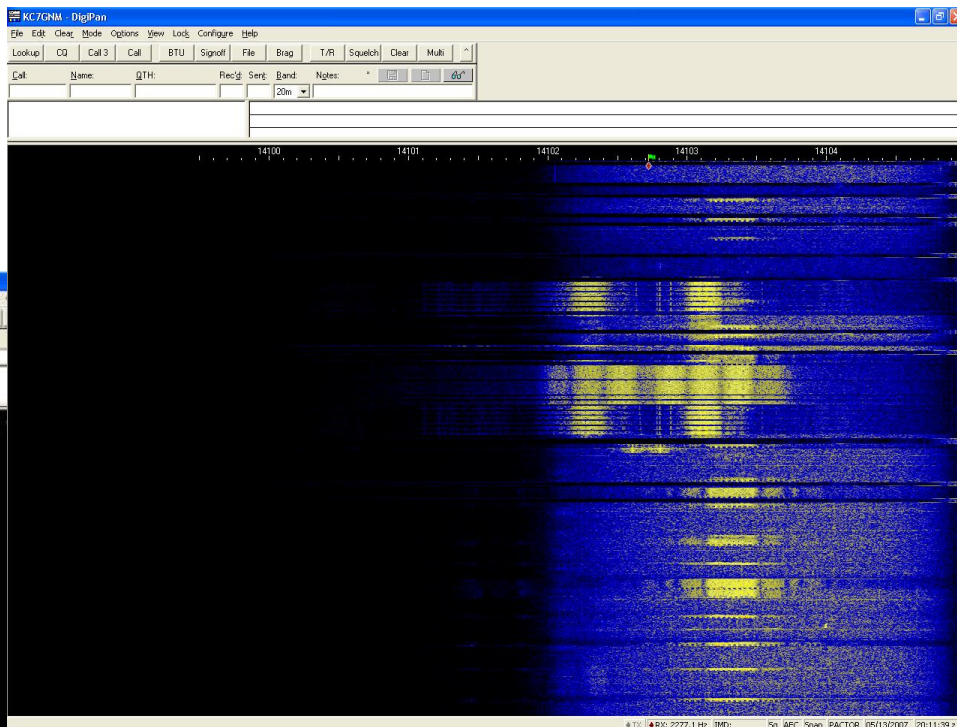 KC7GNM - DigiPan
File Edit Clear Mode Options View Lock Configure Help
Lookup CQ Call 3 Call BTU Signoff File Brag T/R Squelch Clear Multi ^
Call: Name: QTH: Rec'd: Sent: Band: Notes: *
20m
14100 14101 14102 14103 14104
TX RX: 2277.1 Hz IMD: Sq AFC Snap PACTOR 05/13/2007 20:11:39 z